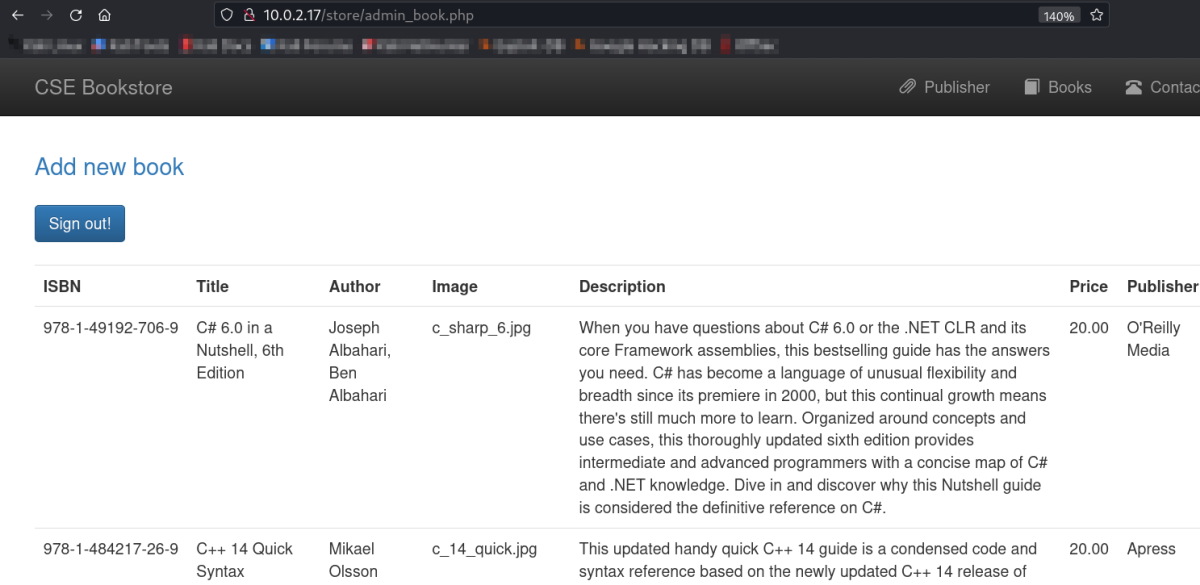 10.0.2.17/store/admin_book.php
140%
CSE Bookstore
Publisher
Books
Contac
Add new book
Sign out!
ISBN Title Author Image Description Price Publisher
978-1-49192-706-9 C# 6.0 in a Joseph c_sharp_6.jpg When you have questions about C# 6.0 or the .NET CLR and its 20.00 O'Reilly
Nutshell, 6th Albahari, core Framework assemblies, this bestselling guide has the answers Media
Edition Ben you need. C# has become a language of unusual flexibility and
Albahari breadth since its premiere in 2000, but this continual growth means
there's still much more to learn. Organized around concepts and
use cases, this thoroughly updated sixth edition provides
intermediate and advanced programmers with a concise map of C#
and .NET knowledge. Dive in and discover why this Nutshell guide
is considered the definitive reference on C#.
978-1-484217-26-9 C++ 14 Quick Mikael c_14_quick.jpg This updated handy quick C++ 14 guide is a condensed code and 20.00 Apress
Syntax Olsson syntax reference based on the newly updated C++ 14 release of